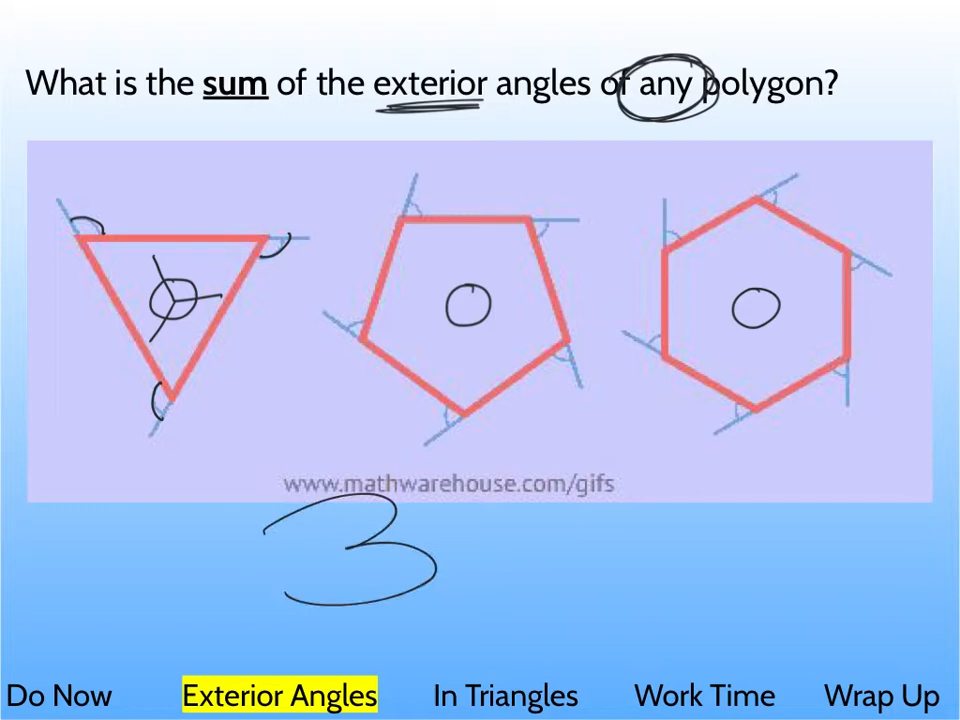 What is the sum of the exterior angles of any polygon?
www.mathwarehouse.com/gifs
3
Do Now Exterior Angles In Triangles Work Time Wrap Up